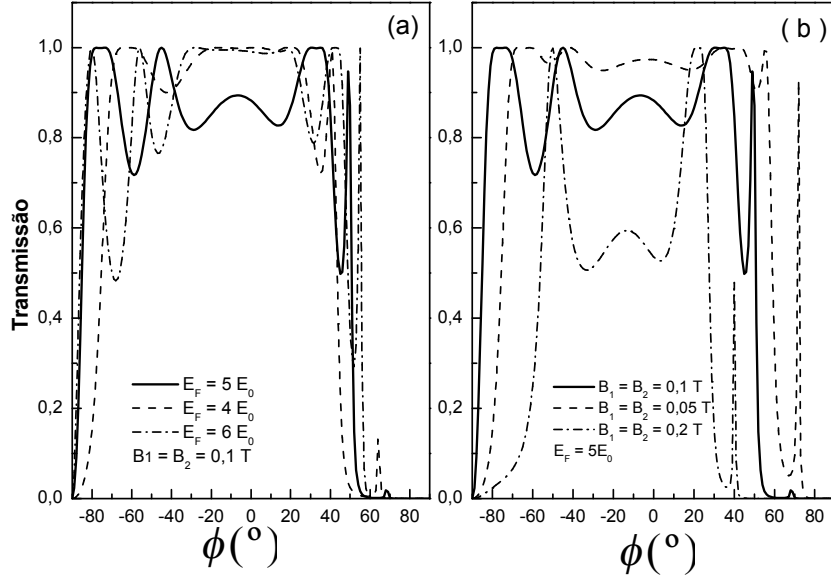 (a)
( b )
1,0
0,8
0,6
0,4
0,2
0,0
Transmissão
E_F = 5 E_0
E_F = 4 E_0
E_F = 6 E_0
B1 = B_2 = 0,1 T
-80 -60 -40 -20 0 20 40 60 80
ϕ(º)
1,0
0,8
0,6
0,4
0,2
0,0
B_1 = B_2 = 0,1 T
B_1 = B_2 = 0,05T
B_1 = B_2 = 0,2 T
E_F = 5E_0
-80 -60 -40 -20 0 20 40 60 80
ϕ(º)